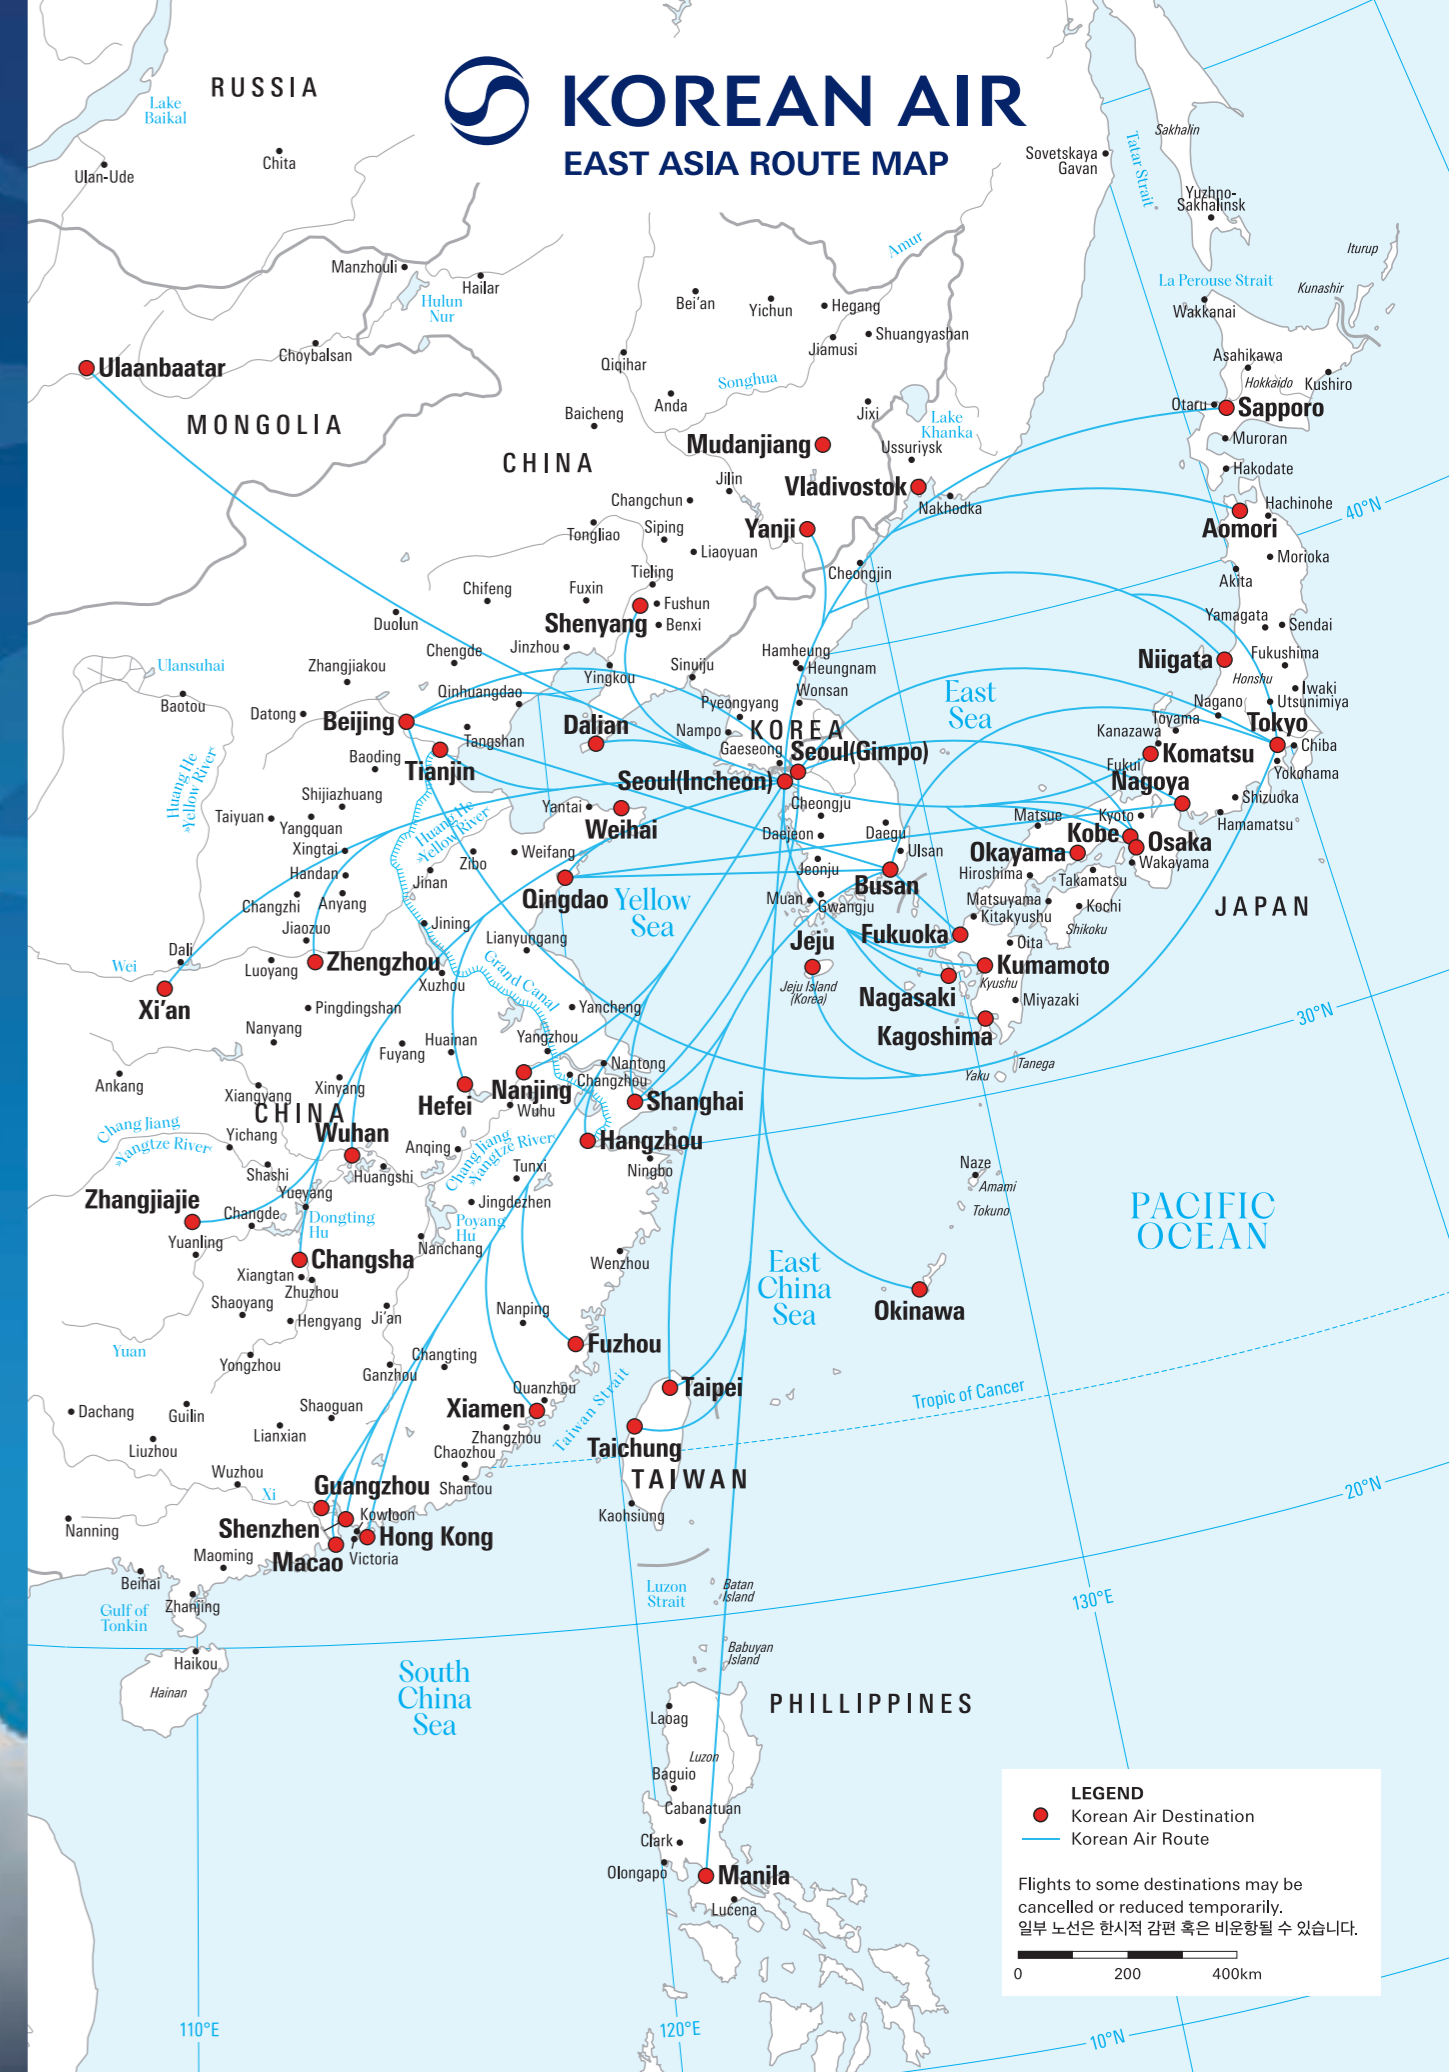 KOREAN AIR
EAST ASIA ROUTE MAP
RUSSIA
Lake
Baikal
Ulan-Ude
Chita
Sovetskaya
Gavan
Tatar Strait
Sakhalin
Yuzhno-
Sakhalinsk
Iturup
Kunashir
La Perouse Strait
Wakkanai
Amur
Manzhouli
Hailar
Hulun
Nur
Choybalsan
Ulaanbaatar
MONGOLIA
Bei'an
Yichun
Hegang
Shuangyashan
Jiamusi
Qiqihar
Songhua
Anda
Baicheng
Jixi
Lake
Khanka
Ussuriysk
Asahikawa
Hokkaido
Kushiro
Otaru
Sapporo
Muroran
Hakodate
CHINA
Mudanjiang
Vladivostok
Nakhodka
Jilin
Changchun
Yanji
Siping
Tongliao
Liaoyuan
Cheongjin
Hachinohe
Aomori
40°N
Morioka
Akita
Tieling
Fushun
Fuxin
Chifeng
Shenyang
Benxi
Duolun
Chengde
Jinzhou
Yingkou
Sinuiju
Hamheung
Heungnam
Wonsan
Yamagata
Sendai
Niigata
Fukushima
Honshu
Iwaki
Utsunimiya
Nagano
Toyama
Tokyo
Chiba
Yokohama
Kanazawa
Komatsu
Fukui
Nagoya
Shizuoka
Hamamatsu
Ulansuhai
Baotou
Zhangjiakou
Qinhuangdao
Datong
Beijing
Tangshan
Dalian
Baoding
Tianjin
Pyeongyang
Nampo
KOREA
Gaeseong
Seoul(Gimpo)
Seoul(Incheon)
East
Sea
Huang He
»Yellow River‹
Shijiazhuang
Taiyuan
Yangquan
Xingtai
Handan
Huang He
»Yellow River‹
Yantai
Weihai
Zibo
Weifang
Jinan
Changzhi
Anyang
Qingdao
Yellow
Sea
Cheongju
Daejeon
Daegu
Ulsan
Jeonju
Busan
Muan
Gwangju
Matsue
Kyoto
Kobe
Osaka
Okayama
Wakayama
Hiroshima
Takamatsu
Matsuyama
Kochi
Kitakyushu
Shikoku
JAPAN
Fukuoka
Oita
Jeju
Jeju Island
(Korea)
Kumamoto
Kyushu
Nagasaki
Miyazaki
Kagoshima
Tanega
Yaku
30°N
Jiaozuo
Jining
Lianyungang
Dali
Wei
Luoyang
Zhengzhou
Xuzhou
Grand Canal
Xi'an
Pingdingshan
Yancheng
Nanyang
Huainan
Fuyang
Yangzhou
Nantong
Ankang
Xiangyang
Xinyang
Hefei
Nanjing
Changzhou
Wuhu
Shanghai
CHINA
Chang Jiang
»Yangtze River‹
Yichang
Wuhan
Anqing
Chang Jiang
»Yangtze River‹
Hangzhou
Ningbo
Shashi
Huangshi
Tunxi
Yueyang
Zhangjiajie
Changde
Dongting
Hu
Jingdezhen
Poyang
Hu
Yuanling
Nanchang
Changsha
Wenzhou
Xiangtan
Zhuzhou
Shaoyang
Hengyang
Ji'an
Nanping
Fuzhou
Yuan
Yongzhou
Ganzhou
Changting
Naze
Amami
Tokuno
PACIFIC
OCEAN
East
China
Sea
Okinawa
Taipei
Tropic of Cancer
Quanzhou
Xiamen
Zhangzhou
Taiwan Strait
Dachang
Guilin
Shaoguan
Liuzhou
Lianxian
Chaozhou
Taichung
TAIWAN
Wuzhou
Xi
Guangzhou
Shantou
Kaohsiung
20°N
Nanning
Kowloon
Shenzhen
Hong Kong
Victoria
Macao
Maoming
Beihai
Zhanjing
Gulf of
Tonkin
Luzon
Strait
Batan
Island
130°E
Haikou
Hainan
South
China
Sea
Babuyan
Island
PHILLIPPINES
Laoag
Luzon
Baguio
Cabanatuan
Clark
Olongapo
Manila
Lucena
LEGEND
Korean Air Destination
Korean Air Route
Flights to some destinations may be
cancelled or reduced temporarily.
일부 노선은 한시적 감편 혹은 비운항될 수 있습니다.
0 200 400km
110°E
120°E
10°N